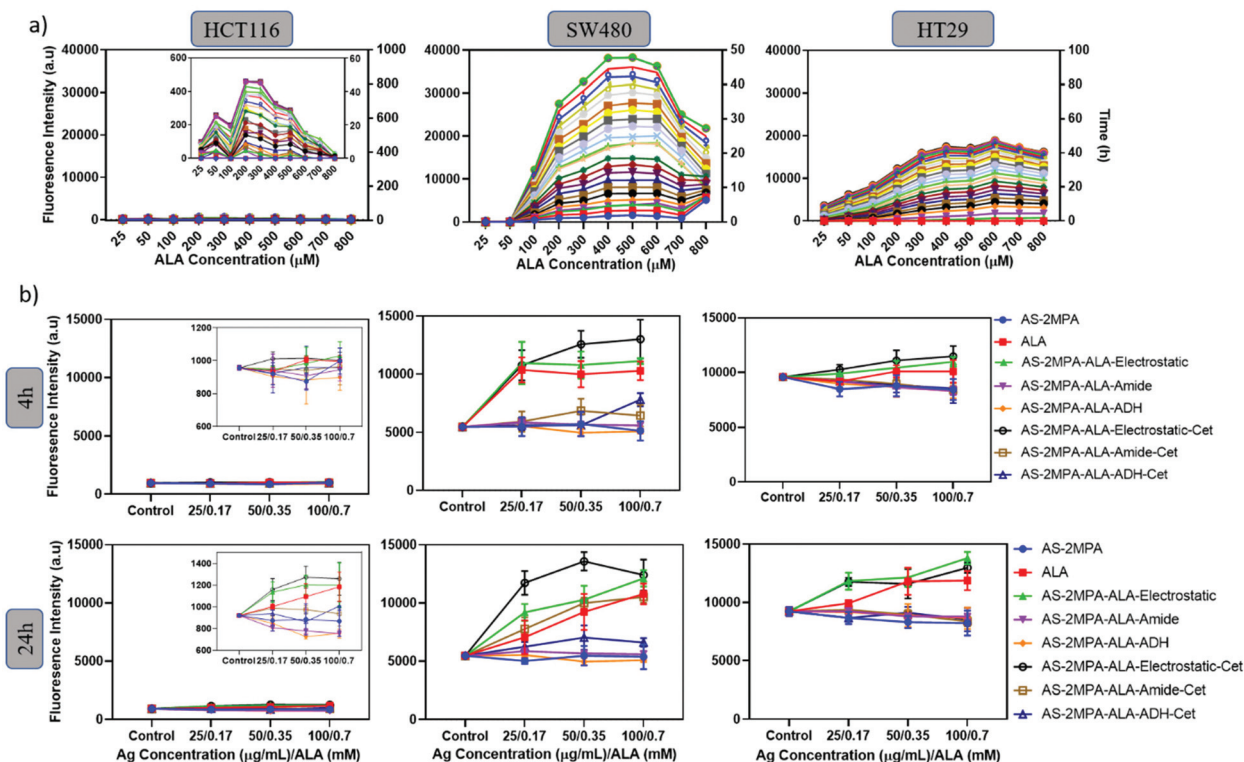 a)
HCT116
SW480
HT29
Fluorescence Intensity (a.u)
40000
30000
20000
10000
0
600
400
200
0
60
40
20
0
25
50
100
200
300
400
500
600
700
800
1000
800
600
400
200
0
25
50
100
200
300
400
500
600
700
800
ALA Concentration (μM)
40000
30000
20000
10000
0
50
40
30
20
10
0
25
50
100
200
300
400
500
600
700
800
ALA Concentration (μM)
40000
30000
20000
10000
0
100
80
60
40
20
0
Time (h)
25
50
100
200
300
400
500
600
700
800
ALA Concentration (μM)
b)
4h
Fluorescence Intensity (a.u)
15000
10000
5000
0
1200
1000
800
600
Control 25/0.17 50/0.35 100/0.7
Control 25/0.17 50/0.35 100/0.7
15000
10000
5000
0
Control 25/0.17 50/0.35 100/0.7
15000
10000
5000
0
Control 25/0.17 50/0.35 100/0.7
AS-2MPA
ALA
AS-2MPA-ALA-Electrostatic
AS-2MPA-ALA-Amide
AS-2MPA-ALA-ADH
AS-2MPA-ALA-Electrostatic-Cet
AS-2MPA-ALA-Amide-Cet
AS-2MPA-ALA-ADH-Cet
24h
Fluoresence Intensity (a.u)
15000
10000
5000
0
1400
1200
1000
800
600
Control 25/0.17 50/0.35 100/0.7
Control 25/0.17 50/0.35 100/0.7
Ag Concentration (μg/mL)/ALA (mM)
15000
10000
5000
0
Control 25/0.17 50/0.35 100/0.7
Ag Concentration (μg/mL)/ALA (mM)
15000
10000
5000
0
Control 25/0.17 50/0.35 100/0.7
Ag Concentration (μg/mL)/ALA (mM)
AS-2MPA
ALA
AS-2MPA-ALA-Electrostatic
AS-2MPA-ALA-Amide
AS-2MPA-ALA-ADH
AS-2MPA-ALA-Electrostatic-Cet
AS-2MPA-ALA-Amide-Cet
AS-2MPA-ALA-ADH-Cet